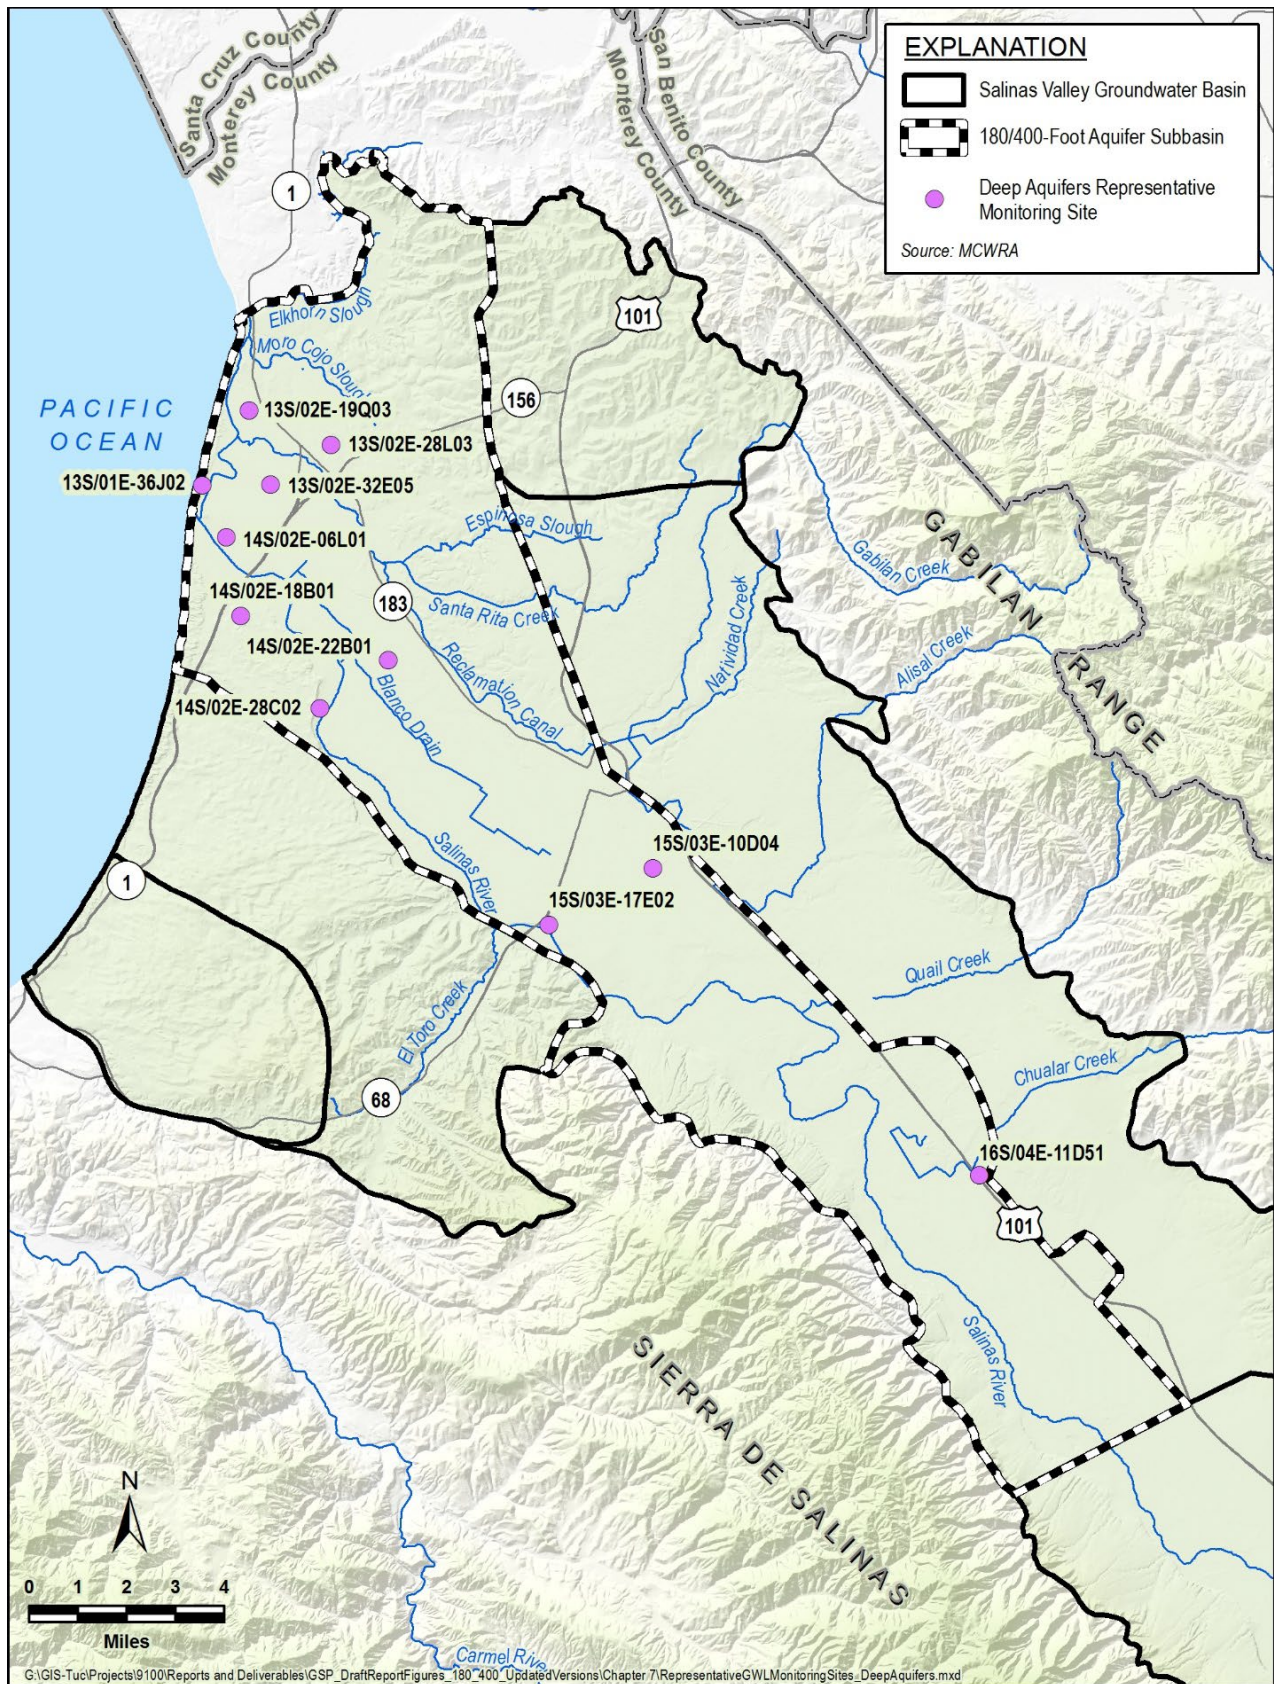 Santa Cruz County
Monterey County
San Benito County
Monterey County
EXPLANATION
Salinas Valley Groundwater Basin
180/400-Foot Aquifer Subbasin
Deep Aquifers Representative
Monitoring Site
Source: MCWRA
1
101
Elkhorn Slough
Moro Cojo Slough
156
PACIFIC
OCEAN
13S/02E-19Q03
13S/02E-28L03
13S/01E-36J02
13S/02E-32E05
14S/02E-06L01
Espinosa Slough
GABILAN
RANGE
Gabilan Creek
14S/02E-18B01
183
Santa Rita Creek
Natividad Creek
Alisal Creek
14S/02E-22B01
Reclamation Canal
Blanco Drain
14S/02E-28C02
Salinas River
15S/03E-10D04
1
15S/03E-17E02
Quail Creek
El Toro Creek
Chualar Creek
68
16S/04E-11D51
101
Salinas River
SIERRA DE SALINAS
N
0 1 2 3 4
Miles
Carmel River
G:\GIS-Tuc\Projects\9100\Reports and Deliverables\GSP_DraftReportFigures_180_400_UpdatedVersions\Chapter 7\RepresentativeGWLMonitoringSites_DeepAquifers.mxd